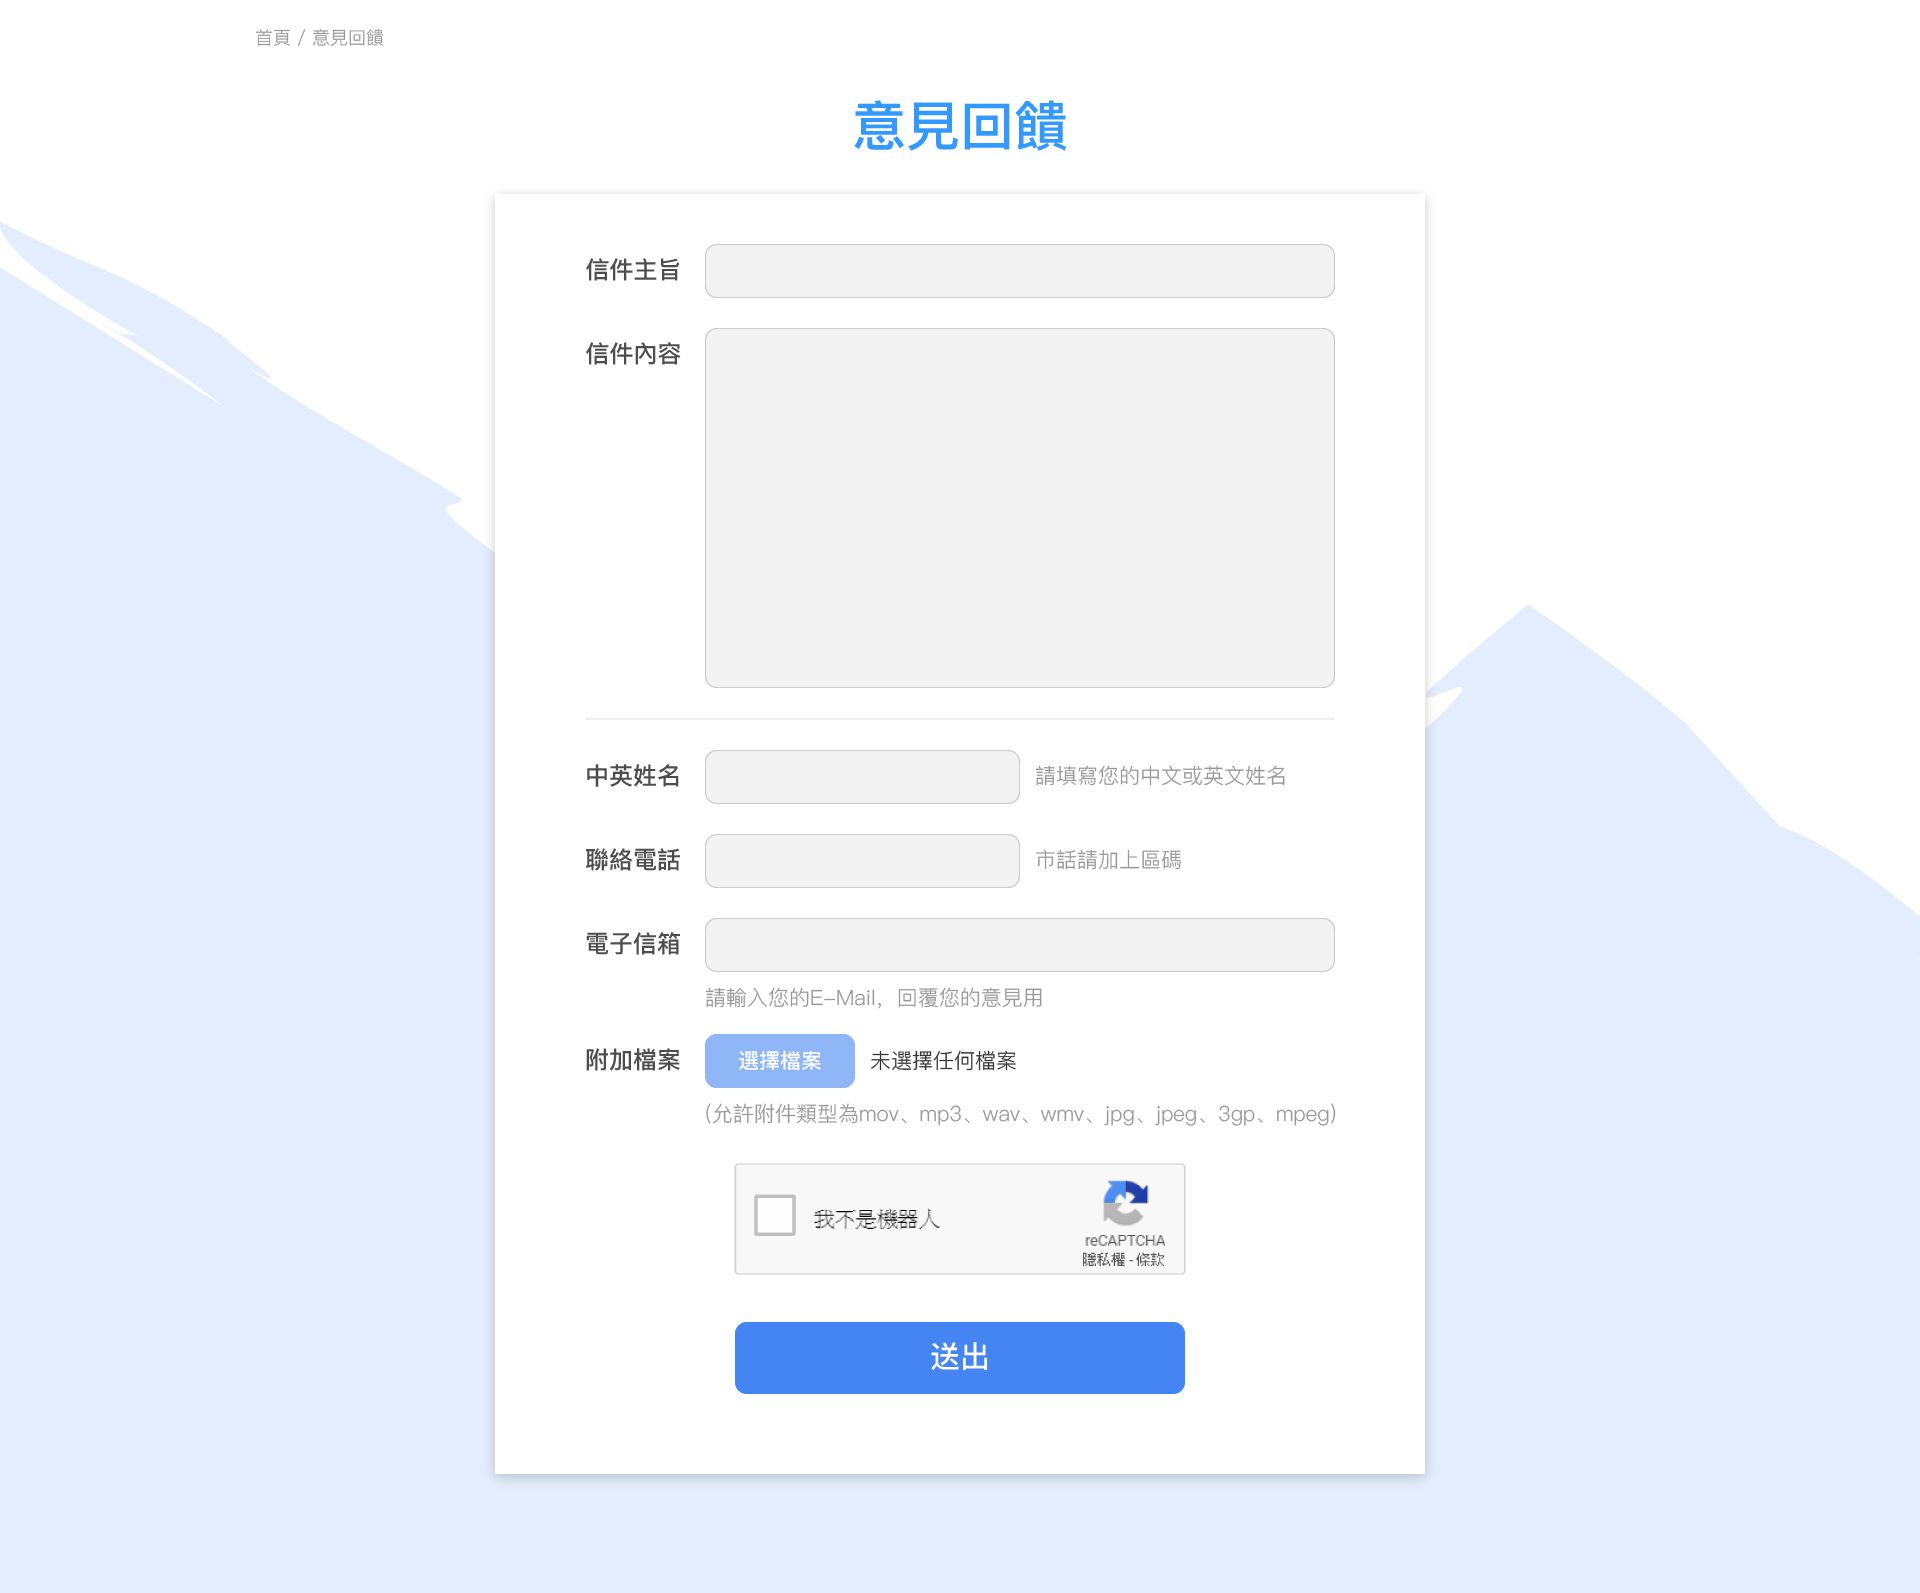 首頁 / 意見回饋
意見回饋
信件主旨
信件內容
中英姓名
請填寫您的中文或英文姓名
聯絡電話
市話請加上區碼
電子信箱
請輸入您的E-Mail，回覆您的意見用
附加檔案
選擇檔案
未選擇任何檔案
(允許附件類型為mov、mp3、wav、wmv、jpg、jpeg、3gp、mpeg)
我不是機器人
reCAPTCHA
隱私權 - 條款
送出